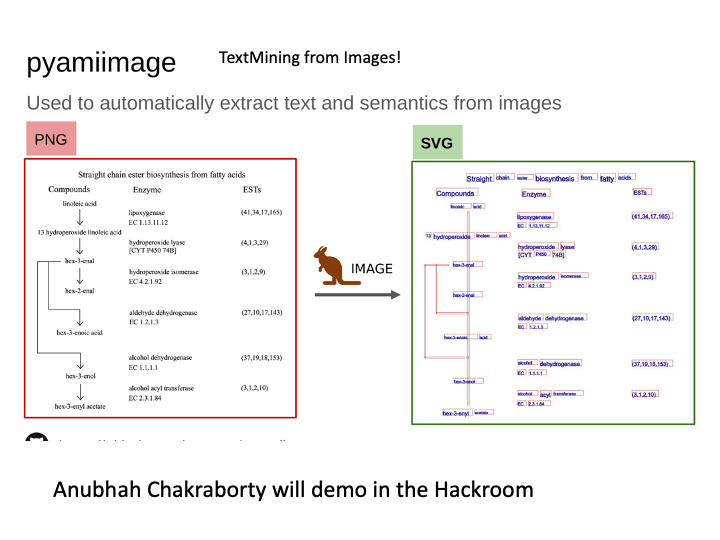 pyamiimage
TextMining from Images!
Used to automatically extract text and semantics from images
PNG
Straight chain ester biosynthesis from fatty acids
Compounds Enzyme ESTs
linoleic acid
lipoxygenase (41,34,17,165)
EC 1.13.11.12
13 hydroperoxide linoleic acid
hydroperoxide lyase (4,1,3,29)
[CYT P450 74B]
hex-3-enal
hydroperoxide isomerase (3,1,2,9)
EC 4.2.1.92
hex-2-enal
aldehyde dehydrogenase (27,10,17,143)
EC 1.2.1.3
hex-3-enoic acid
alcohol dehydrogenase (37,19,18,153)
EC 1.1.1.1
hex-3-enol
alcohol acyl transferase (3,1,2,10)
EC 2.3.1.84
hex-3-enyl acetate
IMAGE
SVG
Straight chain ester biosynthesis from fatty acids
Compounds Enzyme ESTs
linoleic acid
lipoxygenase (41,34,17,165)
EC 1.13.11.12
13 hydroperoxide linoleic acid
hydroperoxide lyase (4,1,3,29)
[CYT P450 74B]
hex-3-enal
hydroperoxide isomerase (3,1,2,9)
EC 4.2.1.92
hex-2-enal
aldehyde dehydrogenase (27,10,17,143)
EC 1.2.1.3
hex-3-enoic acid
alcohol dehydrogenase (37,19,18,153)
EC 1.1.1.1
hex-3-enol
alcohol acyl transferase (3,1,2,10)
EC 2.3.1.84
hex-3-enyl acetate
Anubhah Chakraborty will demo in the Hackroom